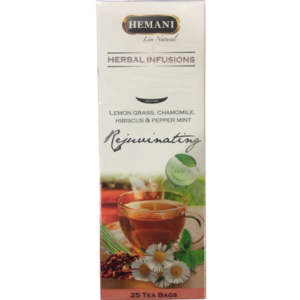 HEMANI
Live Natural
HERBAL INFUSIONS
LEMON GRASS, CHAMOMILE,
HIBISCUS & PEPPER MINT
Rejuvinating
25 TEA BAGS